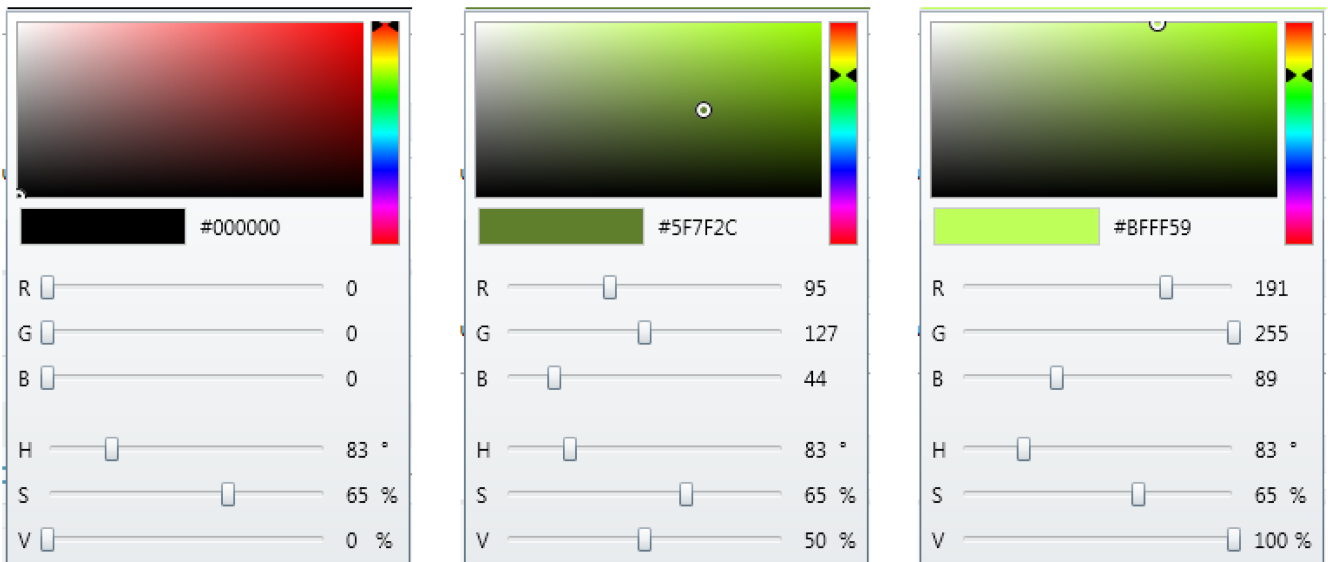 #000000
R 0
G 0
B 0
H 83 °
S 65 %
V 0 %
#5F7F2C
R 95
G 127
B 44
H 83 °
S 65 %
V 50 %
#BFFF59
R 191
G 255
B 89
H 83 °
S 65 %
V 100 %